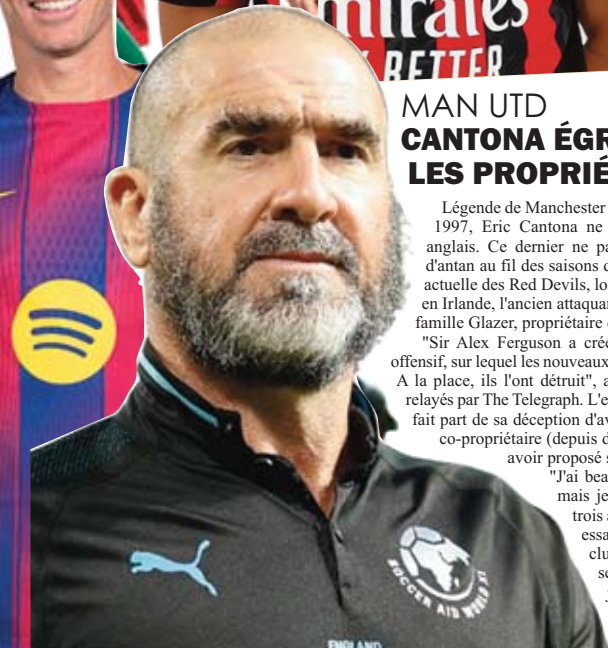 mirates
BETTER
MAN UTD
CANTONA ÉGR
LES PROPRIÉ
Légende de Manchester
1997, Eric Cantona ne
anglais. Ce dernier ne pa
d'antan au fil des saisons d
actuelle des Red Devils, lo
en Irlande, l'ancien attaquan
famille Glazer, propriétaire
"Sir Alex Ferguson a créé
offensif, sur lequel les nouveaux
A la place, ils l'ont détruit", a
relayés par The Telegraph. L'e
fait part de sa déception d'av
co-propriétaire (depuis d
avoir proposé s
"J'ai beau
mais je
trois a
essa
clu
se
SOCCER AID WORLD XI
ENGLAND